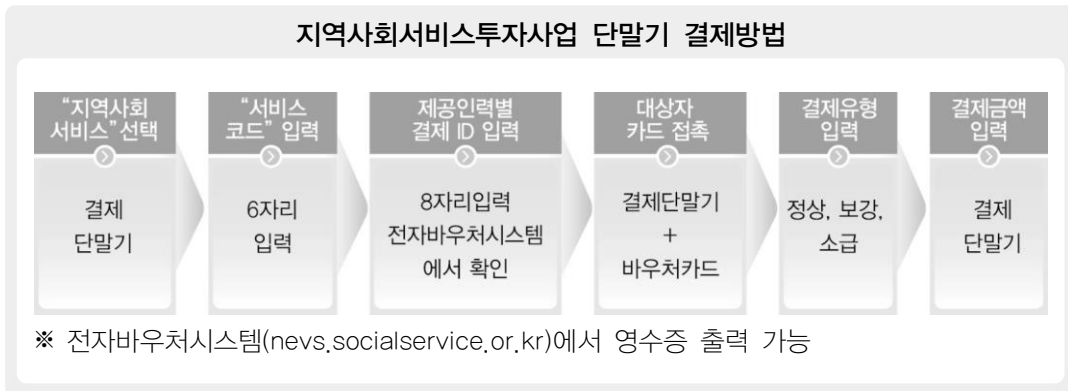 지역사회서비스투자사업 단말기 결제방법
“지역사회
서비스”선택
결제
단말기
“서비스
코드” 입력
6자리
입력
제공인력별
결제 ID 입력
8자리입력
전자바우처시스템
에서 확인
대상자
카드 접촉
결제단말기
+
바우처카드
결제유형
입력
정상, 보강,
소급
결제금액
입력
결제
단말기
※ 전자바우처시스템(nevs.socialservice.or.kr)에서 영수증 출력 가능